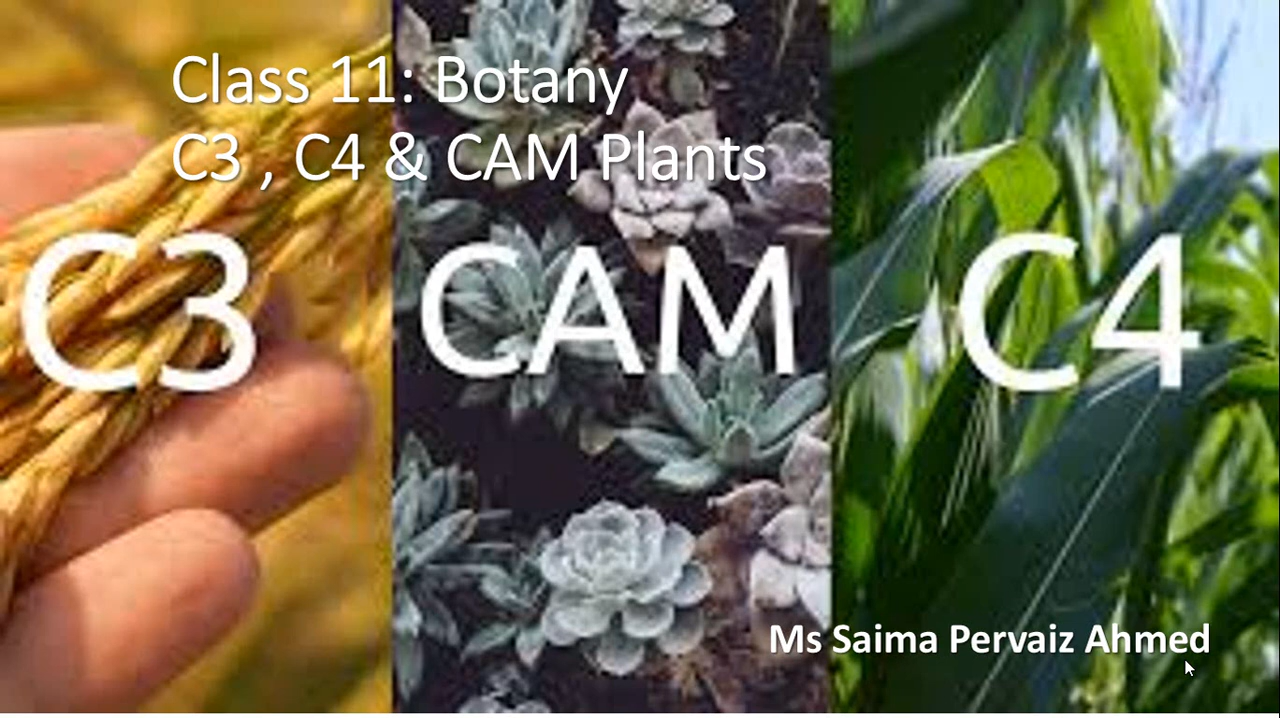 Class 11: Botany
C3 , C4 & CAM Plants
C3 CAM C4
Ms Saima Pervaiz Ahmed